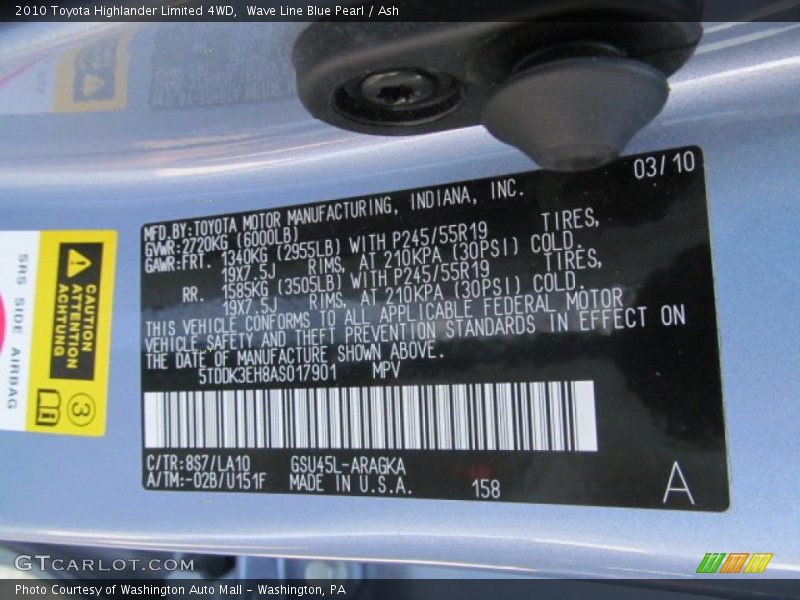 2010 Toyota Highlander Limited 4WD,  Wave Line Blue Pearl / Ash
03/10
MFD.BY:TOYOTA MOTOR MANUFACTURING, INDIANA, INC.
GVWR:2720KG (6000LB)
GAWR:FRT. 1340KG (2955LB) WITH P245/55R19 TIRES,
19X7.5J RIMS, AT 210KPA (30PSI) COLD.
RR. 1585KG (3505LB) WITH P245/55R19 TIRES,
19X7.5J RIMS, AT 210KPA (30PSI) COLD.
THIS VEHICLE CONFORMS TO ALL APPLICABLE FEDERAL MOTOR
VEHICLE SAFETY AND THEFT PREVENTION STANDARDS IN EFFECT ON
THE DATE OF MANUFACTURE SHOWN ABOVE.
5TDDK3EH8AS017901 MPV
C/TR:8S7/LA10 GSU45L-ARAGKA
A/TM:-02B/U151F MADE IN U.S.A. 158
A
SRS SIDE AIRBAG
CAUTION
ATTENTION
ACHTUNG
3
GTCARLOT.COM
Photo Courtesy of Washington Auto Mall - Washington, PA